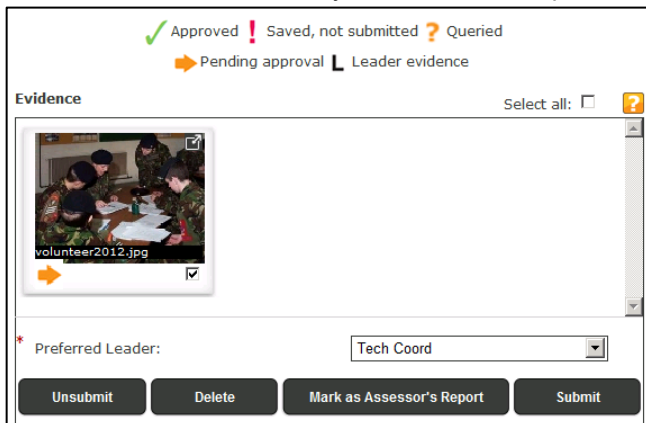 Approved ! Saved, not submitted ? Queried
Pending approval L Leader evidence
Evidence Select all: ?
volunteer2012.jpg
* Preferred Leader: Tech Coord
Unsubmit Delete Mark as Assessor's Report Submit